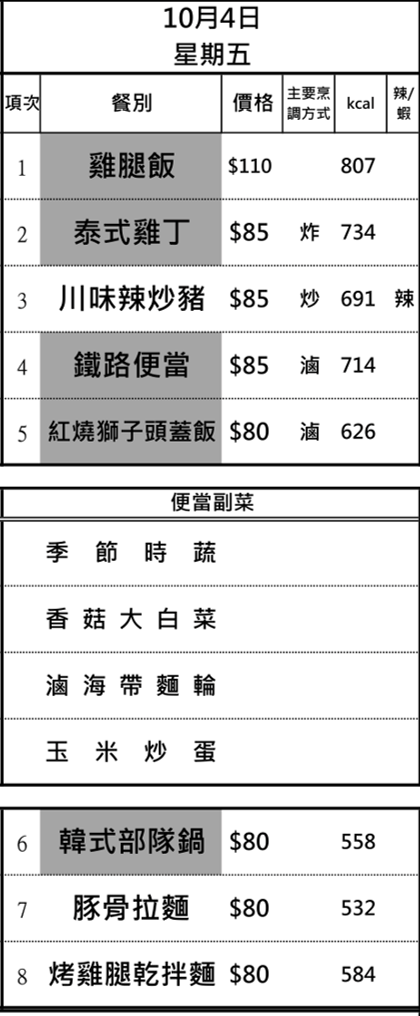 10月4日
星期五
項次 餐別 價格 主要烹調方式 kcal 辣/蝦
1 雞腿飯 $110 807
2 泰式雞丁 $85 炸 734
3 川味辣炒豬 $85 炒 691 辣
4 鐵路便當 $85 滷 714
5 紅燒獅子頭蓋飯 $80 滷 626
便當副菜
季節時蔬
香菇大白菜
滷海帶麵輪
玉米炒蛋
6 韓式部隊鍋 $80 558
7 豚骨拉麵 $80 532
8 烤雞腿乾拌麵 $80 584